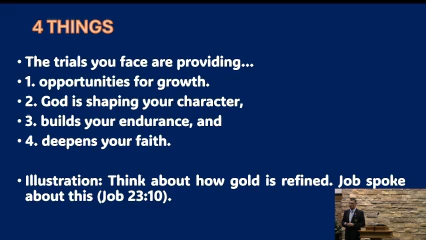 4 THINGS
• The trials you face are providing...
• 1. opportunities for growth.
• 2. God is shaping your character,
• 3. builds your endurance, and
• 4. deepens your faith.
• Illustration: Think about how gold is refined. Job spoke
about this (Job 23:10).